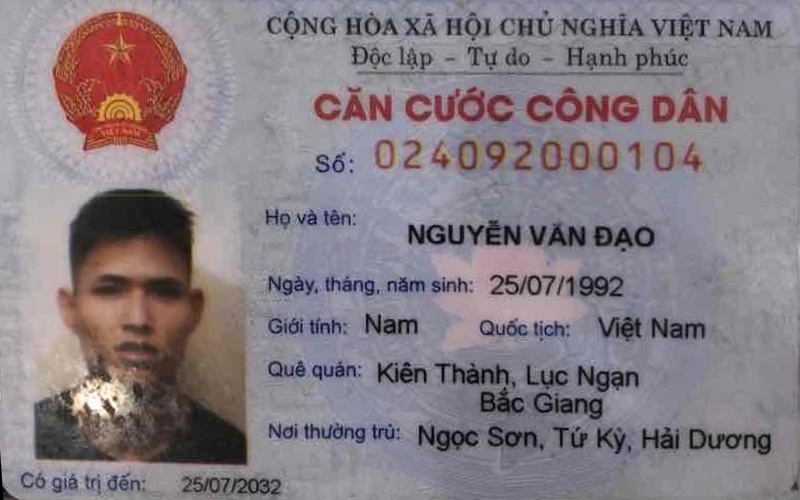 CỘNG HÒA XÃ HỘI CHỦ NGHĨA VIỆT NAM
Độc lập - Tự do - Hạnh phúc
CĂN CƯỚC CÔNG DÂN
Số: 024092000104
Họ và tên:
NGUYỄN VĂN ĐẠO
Ngày, tháng, năm sinh: 25/07/1992
Giới tính: Nam Quốc tịch: Việt Nam
Quê quán: Kiên Thành, Lục Ngạn
Bắc Giang
Nơi thường trú: Ngọc Sơn, Tứ Kỳ, Hải Dương
Có giá trị đến: 25/07/2032